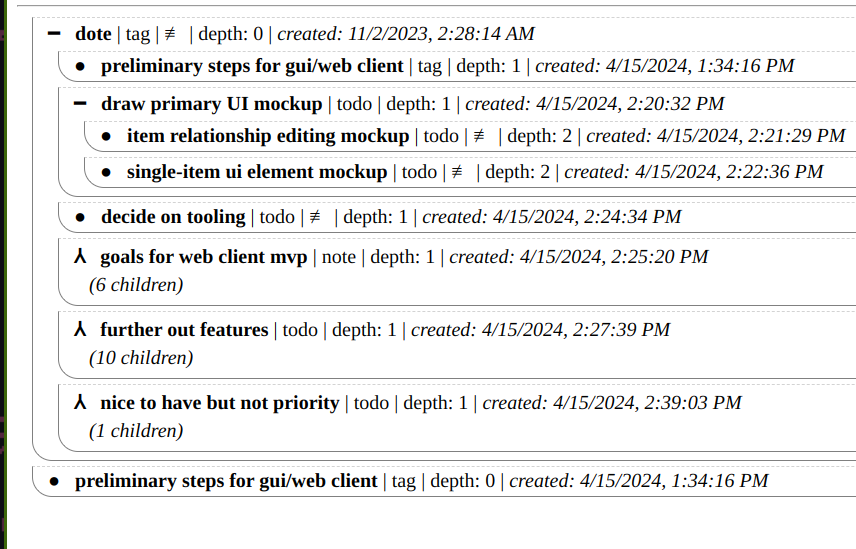 ━ dote | tag | ≢ | depth: 0 | created: 11/2/2023, 2:28:14 AM
● preliminary steps for gui/web client | tag | depth: 1 | created: 4/15/2024, 1:34:16 PM
━ draw primary UI mockup | todo | depth: 1 | created: 4/15/2024, 2:20:32 PM
● item relationship editing mockup | todo | ≢ | depth: 2 | created: 4/15/2024, 2:21:29 PM
● single-item ui element mockup | todo | ≢ | depth: 2 | created: 4/15/2024, 2:22:36 PM
● decide on tooling | todo | ≢ | depth: 1 | created: 4/15/2024, 2:24:34 PM
⅄ goals for web client mvp | note | depth: 1 | created: 4/15/2024, 2:25:20 PM
(6 children)
⅄ further out features | todo | depth: 1 | created: 4/15/2024, 2:27:39 PM
(10 children)
⅄ nice to have but not priority | todo | depth: 1 | created: 4/15/2024, 2:39:03 PM
(1 children)
● preliminary steps for gui/web client | tag | depth: 0 | created: 4/15/2024, 1:34:16 PM